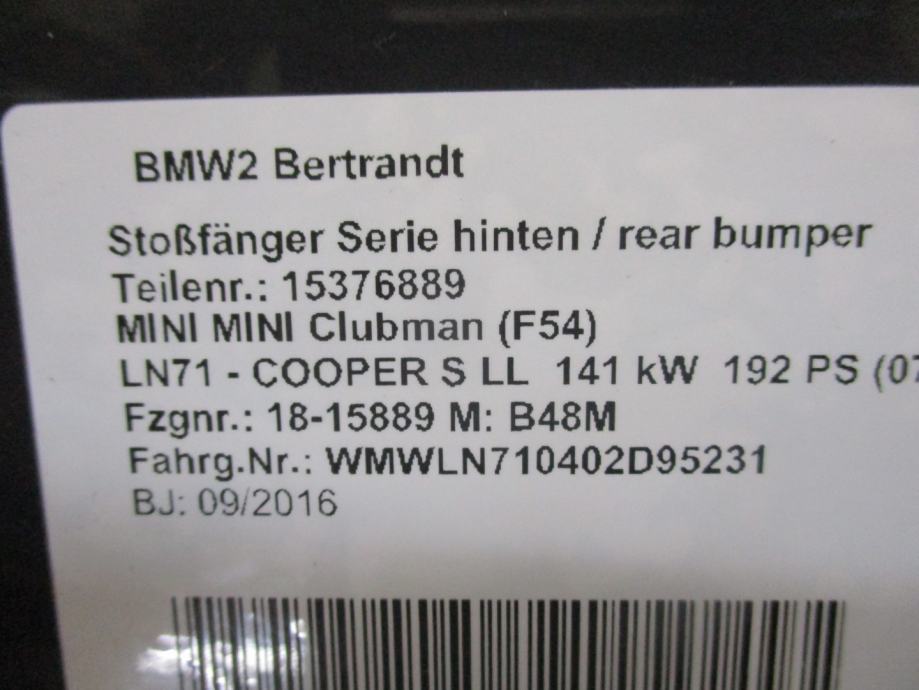 BMW2 Bertrandt
Stoßfänger Serie hinten / rear bumper
Teilenr.: 15376889
MINI MINI Clubman (F54)
LN71 - COOPER S LL 141 kW 192 PS (07
Fzgnr.: 18-15889 M: B48M
Fahrg.Nr.: WMWLN710402D95231
BJ: 09/2016